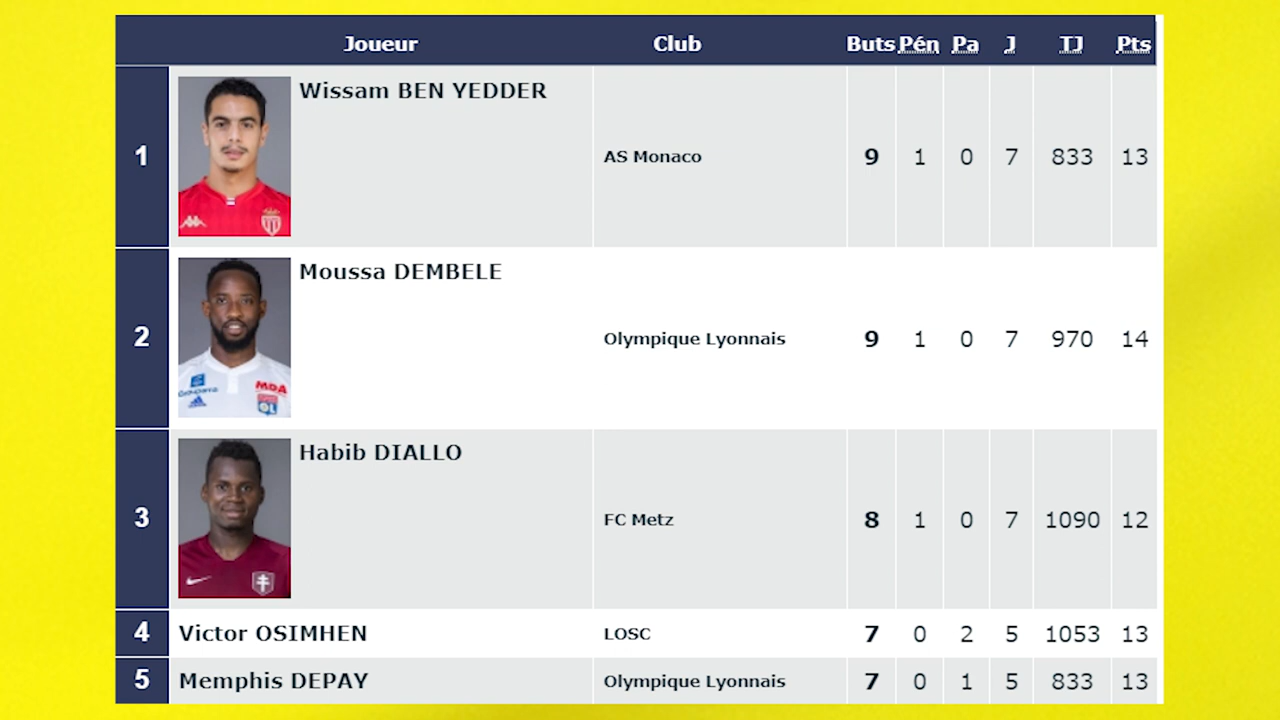 Joueur Club Buts Pén Pa J TJ Pts
1 Wissam BEN YEDDER AS Monaco 9 1 0 7 833 13
2 Moussa DEMBELE Olympique Lyonnais 9 1 0 7 970 14
MDA
OL
3 Habib DIALLO FC Metz 8 1 0 7 1090 12
4 Victor OSIMHEN LOSC 7 0 2 5 1053 13
5 Memphis DEPAY Olympique Lyonnais 7 0 1 5 833 13